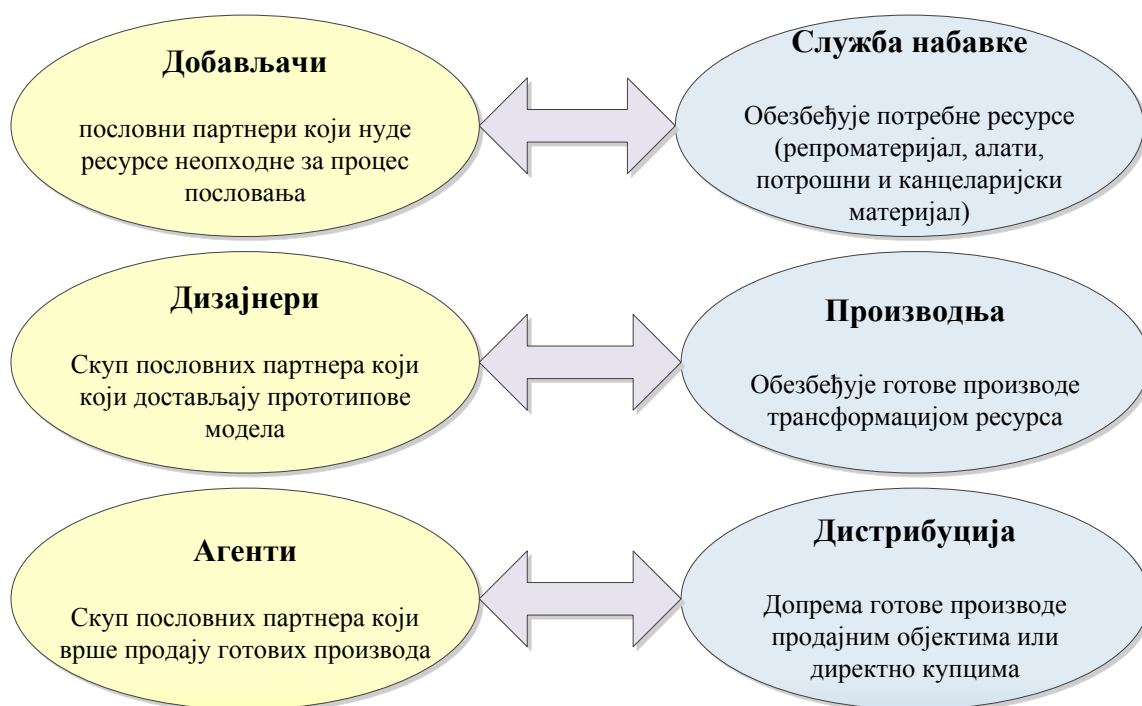 Добављачи
пословни партнери који нуде
ресурсе неопходне за процес
пословања
Служба набавке
Обезбеђује потребне ресурсе
(репроматеријал, алати,
потрошни и канцеларијски
материјал)
Дизајнери
Скуп пословних партнера који
који достављају прототипове
модела
Производња
Обезбеђује готове производе
трансформацијом ресурса
Агенти
Скуп пословних партнера који
врше продају готових производа
Дистрибуција
Допрема готове производе
продајним објектима или
директно купцима